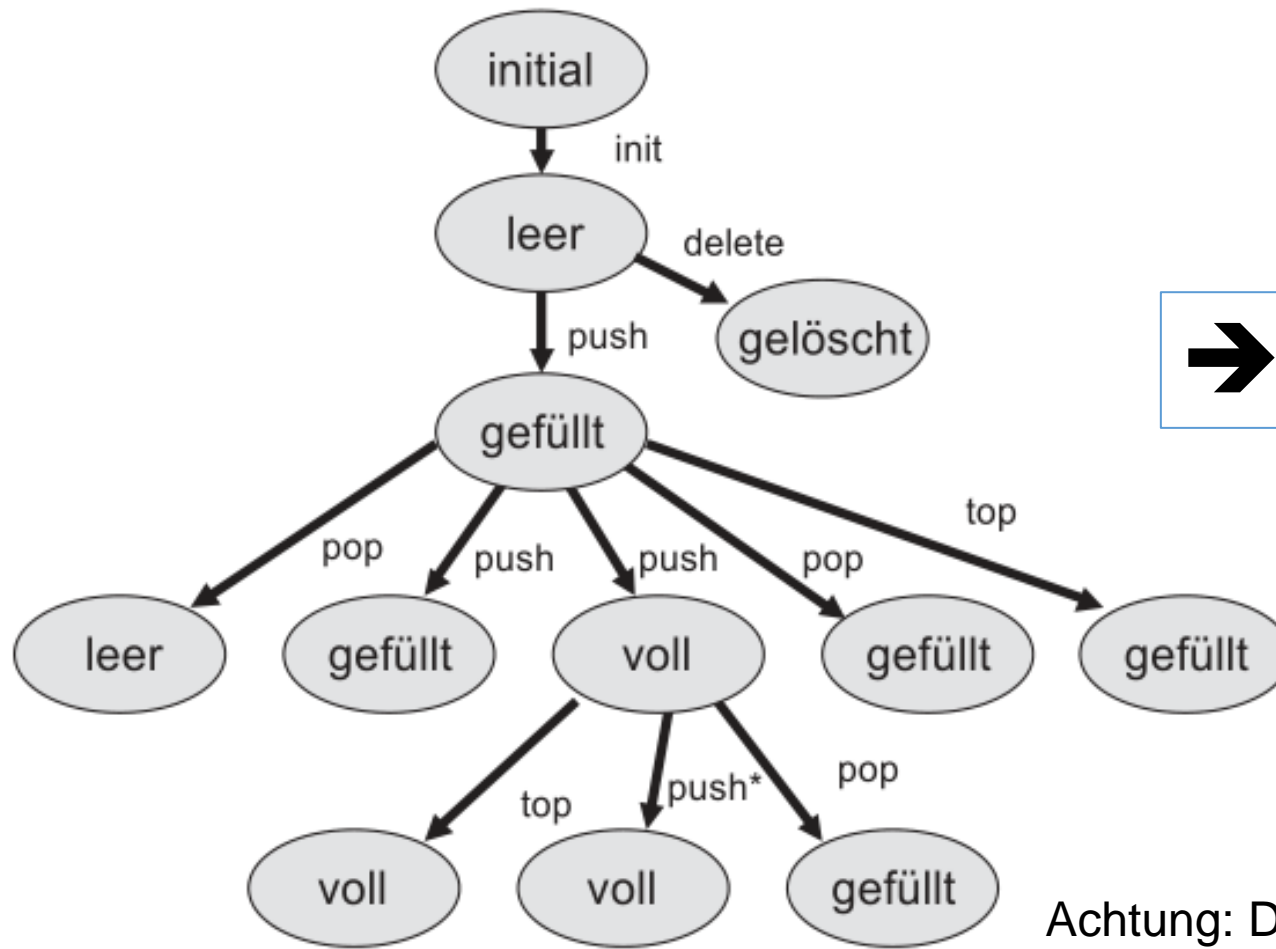 initial
init
leer
delete
push
gelöscht
gefüllt
top
pop
push
push
pop
leer
gefüllt
voll
gefüllt
gefüllt
top
push*
pop
voll
voll
gefüllt
Achtung: D